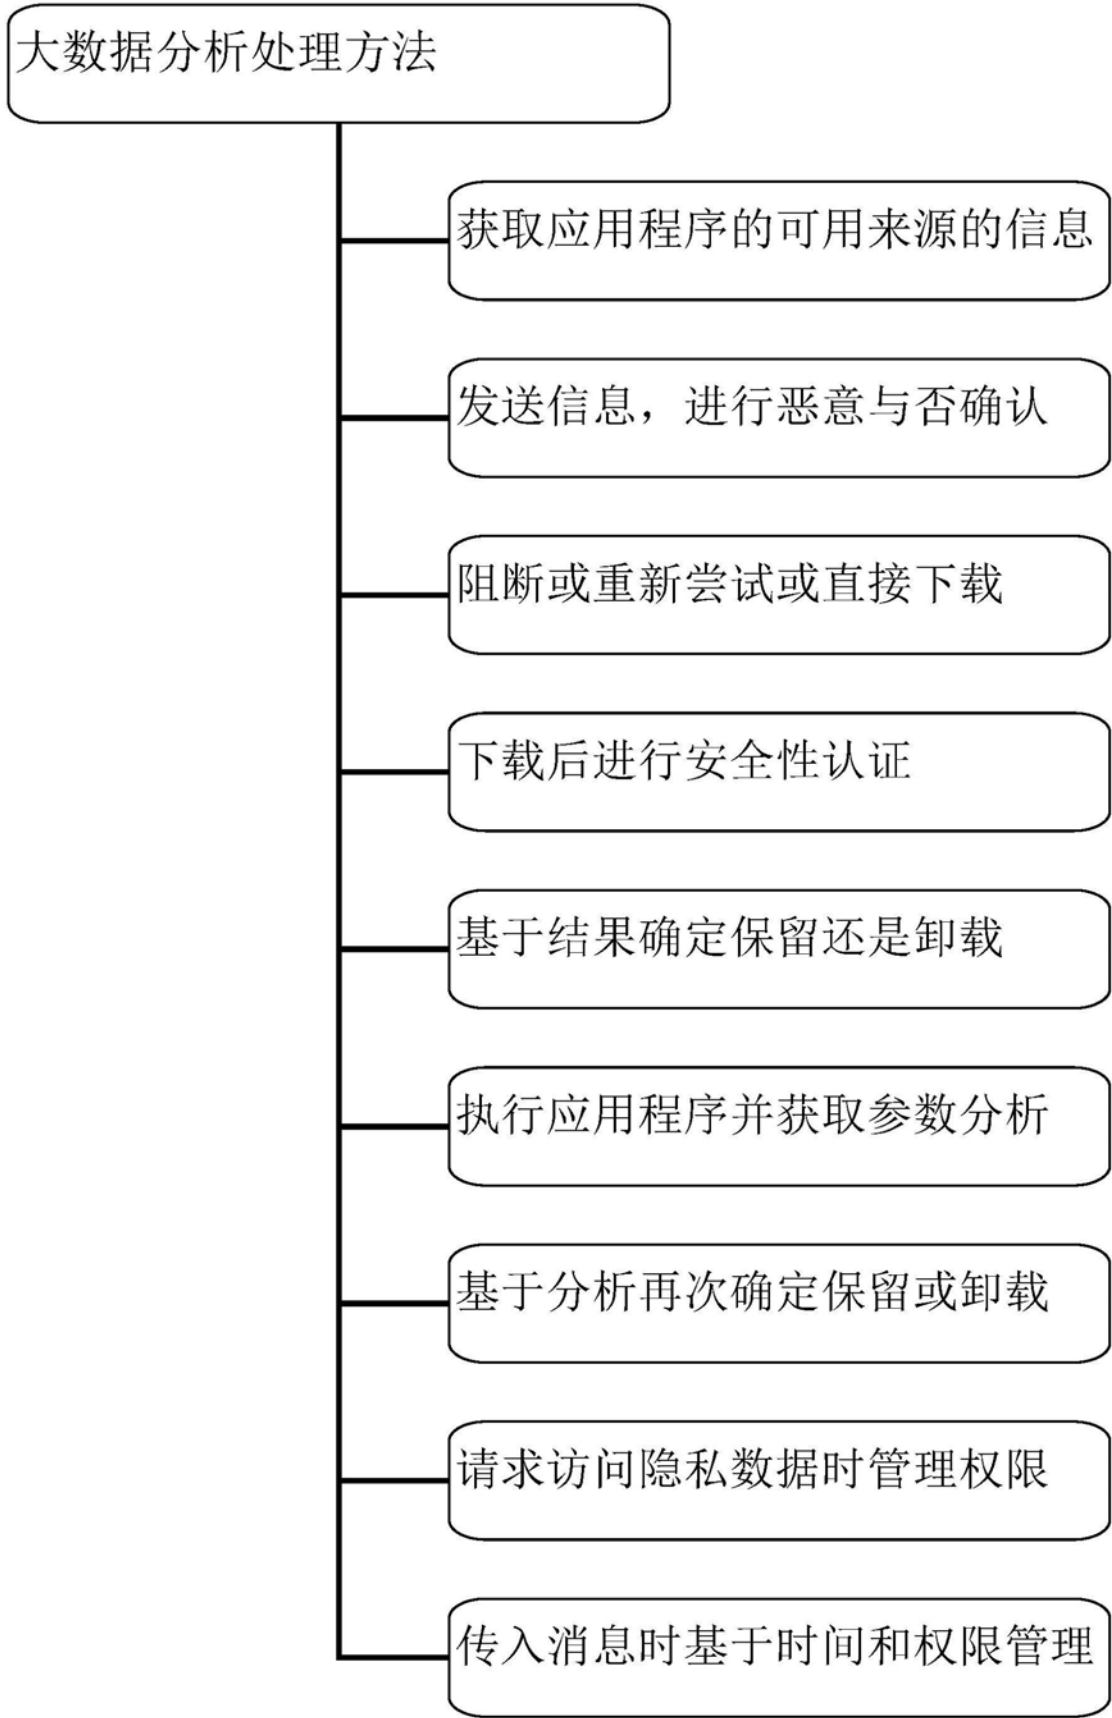 大数据分析处理方法
获取应用程序的可用来源的信息
发送信息，进行恶意与否确认
阻断或重新尝试或直接下载
下载后进行安全性认证
基于结果确定保留还是卸载
执行应用程序并获取参数分析
基于分析再次确定保留或卸载
请求访问隐私数据时管理权限
传入消息时基于时间和权限管理